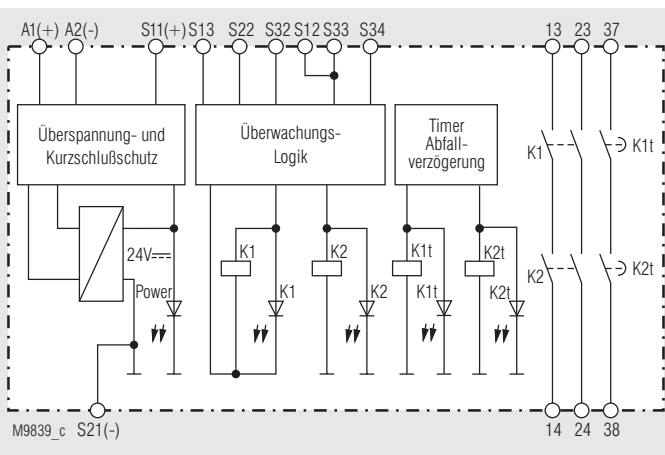 A1(+) A2(-) S11(+) S13 S22 S32 S12 S33 S34 13 23 37
Überspannung- und
Kurzschlußschutz
Überwachungs-
Logik
Timer
Abfall-
verzögerung
K1
K1t
24V
K1
K2
K1t
K2t
K2
K2t
Power
K1
K2
K1t
K2t
M9839_c S21(-) 14 24 38